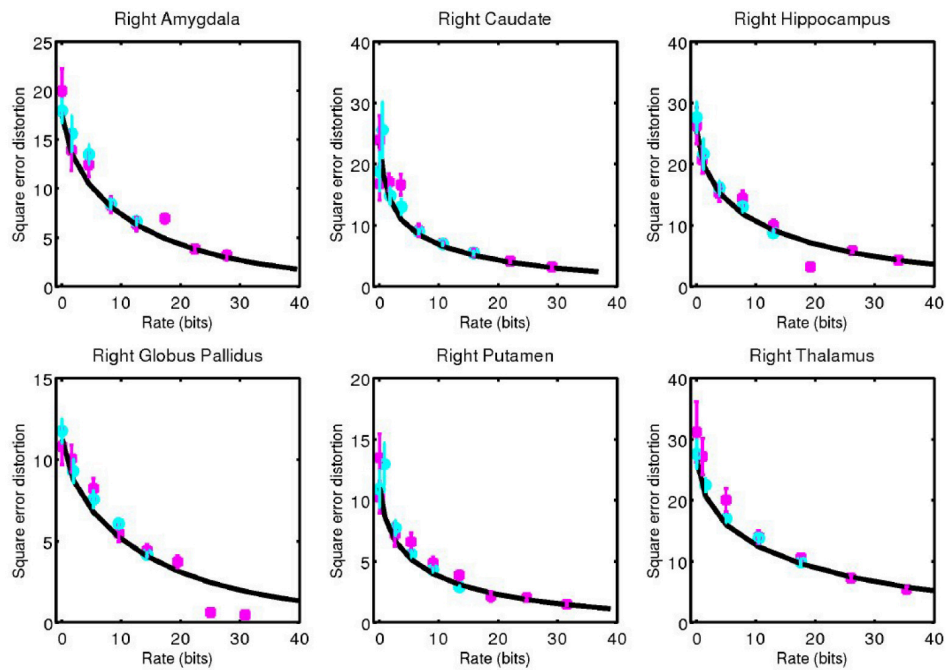 Right Amygdala
Square error distortion
25
20
15
10
5
0
0 10 20 30 40
Rate (bits)
Right Caudate
Square error distortion
40
30
20
10
0
0 10 20 30 40
Rate (bits)
Right Hippocampus
Square error distortion
40
30
20
10
0
0 10 20 30 40
Rate (bits)
Right Globus Pallidus
Square error distortion
15
10
5
0
0 10 20 30 40
Rate (bits)
Right Putamen
Square error distortion
20
15
10
5
0
0 10 20 30 40
Rate (bits)
Right Thalamus
Square error distortion
40
30
20
10
0
0 10 20 30 40
Rate (bits)